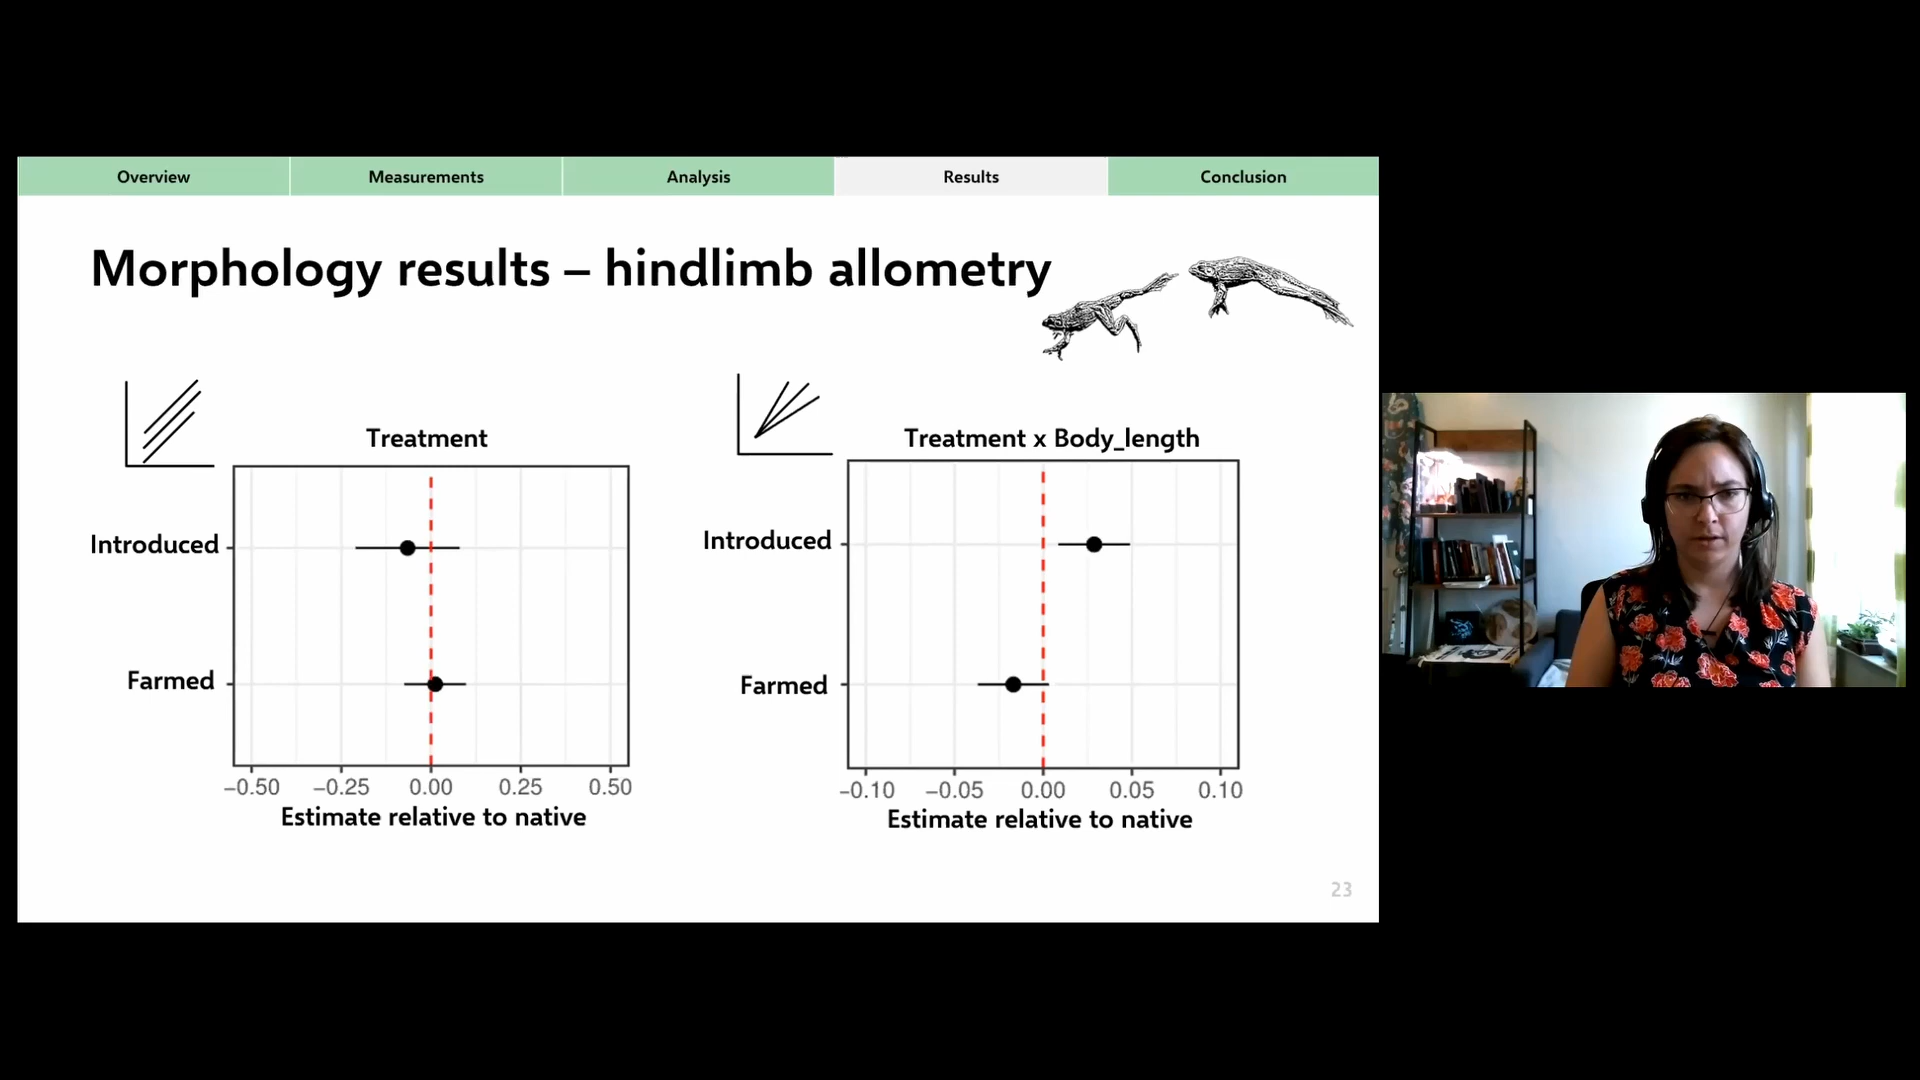 Overview
Measurements
Analysis
Results
Conclusion
Morphology results – hindlimb allometry
Treatment
Introduced
Farmed
−0.50
−0.25
0.00
0.25
0.50
Estimate relative to native
Treatment x Body_length
Introduced
Farmed
−0.10
−0.05
0.00
0.05
0.10
Estimate relative to native
23